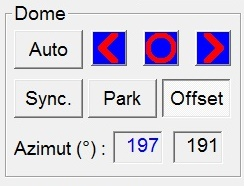 Dome
Auto
Sync. Park Offset
Azimut (°) : 197 191